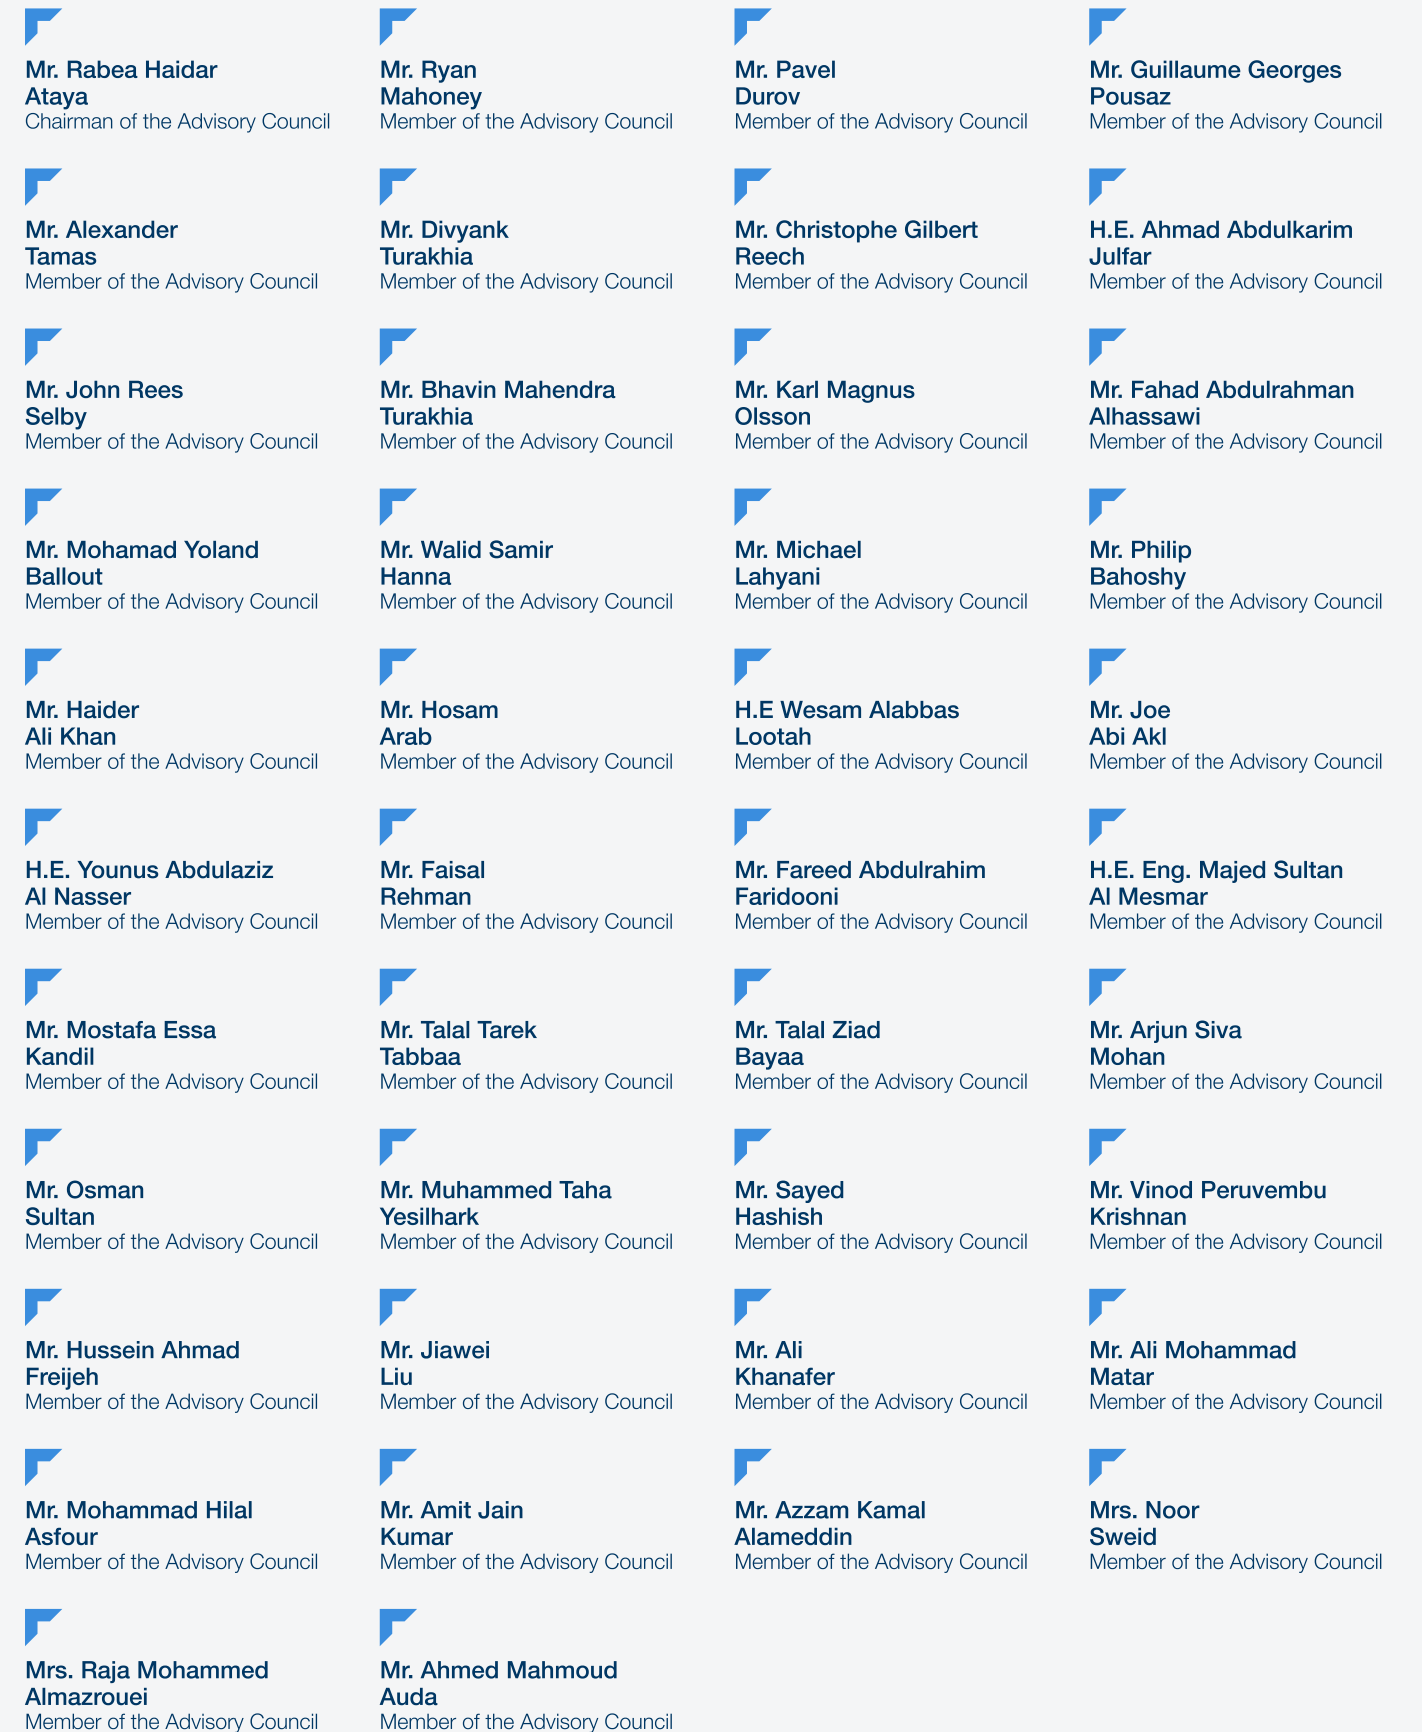 Mr. Rabea Haidar
Ataya
Chairman of the Advisory Council
Mr. Ryan
Mahoney
Member of the Advisory Council
Mr. Pavel
Durov
Member of the Advisory Council
Mr. Guillaume Georges
Pousaz
Member of the Advisory Council
Mr. Alexander
Tamas
Member of the Advisory Council
Mr. Divyank
Turakhia
Member of the Advisory Council
Mr. Christophe Gilbert
Reech
Member of the Advisory Council
H.E. Ahmad Abdulkarim
Julfar
Member of the Advisory Council
Mr. John Rees
Selby
Member of the Advisory Council
Mr. Bhavin Mahendra
Turakhia
Member of the Advisory Council
Mr. Karl Magnus
Olsson
Member of the Advisory Council
Mr. Fahad Abdulrahman
Alhassawi
Member of the Advisory Council
Mr. Mohamad Yoland
Ballout
Member of the Advisory Council
Mr. Walid Samir
Hanna
Member of the Advisory Council
Mr. Michael
Lahyani
Member of the Advisory Council
Mr. Philip
Bahoshy
Member of the Advisory Council
Mr. Haider
Ali Khan
Member of the Advisory Council
Mr. Hosam
Arab
Member of the Advisory Council
H.E Wesam Alabbas
Lootah
Member of the Advisory Council
Mr. Joe
Abi Akl
Member of the Advisory Council
H.E. Younus Abdulaziz
Al Nasser
Member of the Advisory Council
Mr. Faisal
Rehman
Member of the Advisory Council
Mr. Fareed Abdulrahim
Faridooni
Member of the Advisory Council
H.E. Eng. Majed Sultan
Al Mesmar
Member of the Advisory Council
Mr. Mostafa Essa
Kandil
Member of the Advisory Council
Mr. Talal Tarek
Tabbaa
Member of the Advisory Council
Mr. Talal Ziad
Bayaa
Member of the Advisory Council
Mr. Arjun Siva
Mohan
Member of the Advisory Council
Mr. Osman
Sultan
Member of the Advisory Council
Mr. Muhammed Taha
Yesilhark
Member of the Advisory Council
Mr. Sayed
Hashish
Member of the Advisory Council
Mr. Vinod Peruvembu
Krishnan
Member of the Advisory Council
Mr. Hussein Ahmad
Freijeh
Member of the Advisory Council
Mr. Jiawei
Liu
Member of the Advisory Council
Mr. Ali
Khanafer
Member of the Advisory Council
Mr. Ali Mohammad
Matar
Member of the Advisory Council
Mr. Mohammad Hilal
Asfour
Member of the Advisory Council
Mr. Amit Jain
Kumar
Member of the Advisory Council
Mr. Azzam Kamal
Alameddin
Member of the Advisory Council
Mrs. Noor
Sweid
Member of the Advisory Council
Mrs. Raja Mohammed
Almazrouei
Member of the Advisory Council
Mr. Ahmed Mahmoud
Auda
Member of the Advisory Council